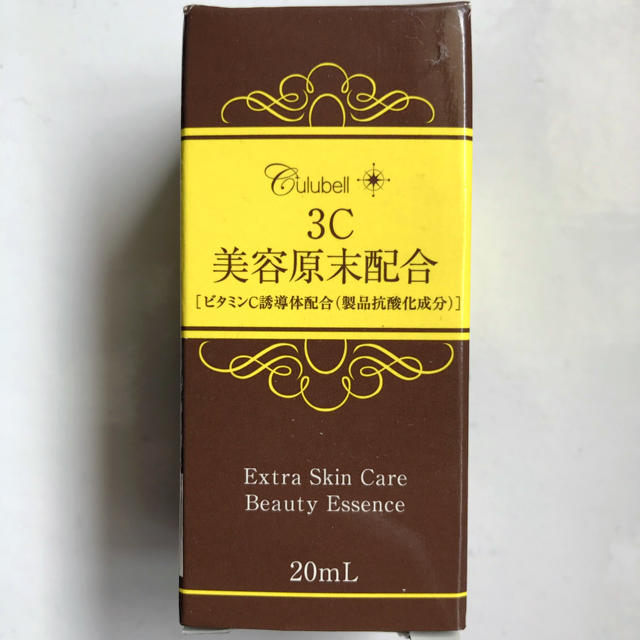 Culubell
3C
美容原末配合
[ビタミンC誘導体配合(製品抗酸化成分)]
Extra Skin Care
Beauty Essence
20mL